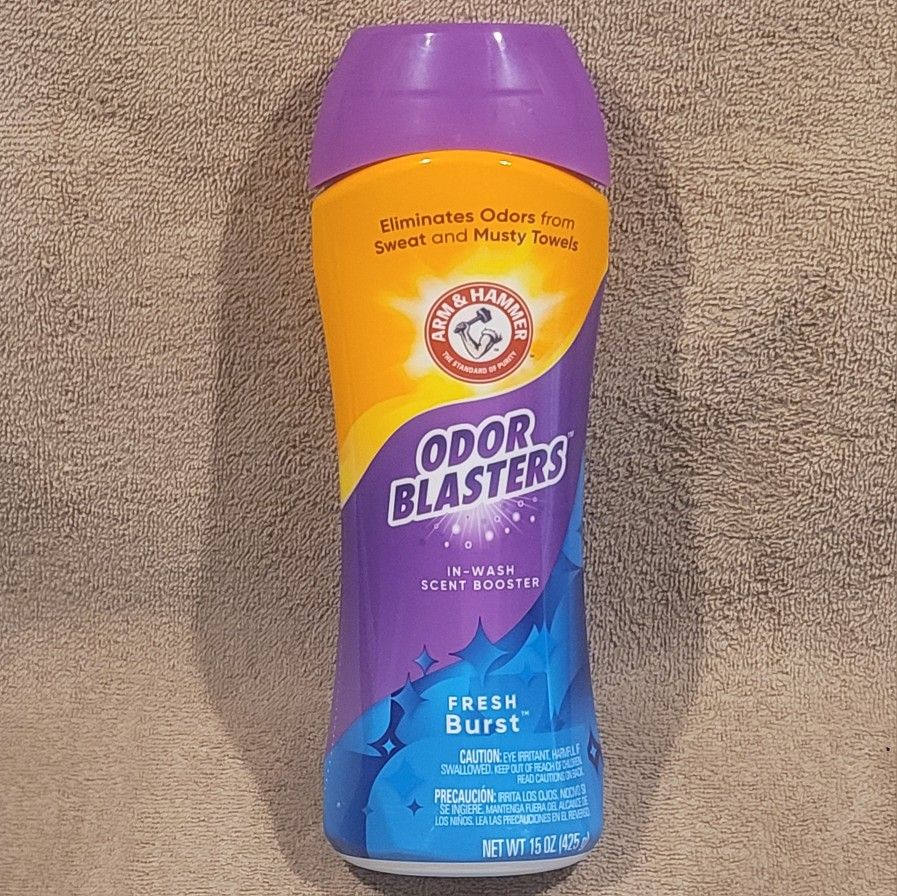 Eliminates Odors from
Sweat and Musty Towels
ARM & HAMMER
THE STANDARD OF PURITY
ODOR
BLASTERS™
IN-WASH
SCENT BOOSTER
FRESH
Burst™
CAUTION: EYE IRRITANT. HARMFUL IF
SWALLOWED. KEEP OUT OF REACH OF CHILDREN.
READ CAUTIONS ON BACK.
PRECAUCIÓN: IRRITA LOS OJOS. NOCIVO SI
SE INGIERE. MANTENGA FUERA DEL ALCANCE DE
LOS NIÑOS. LEA LAS PRECAUCIONES EN EL REVERSO.
NET WT 15 OZ (425 g)